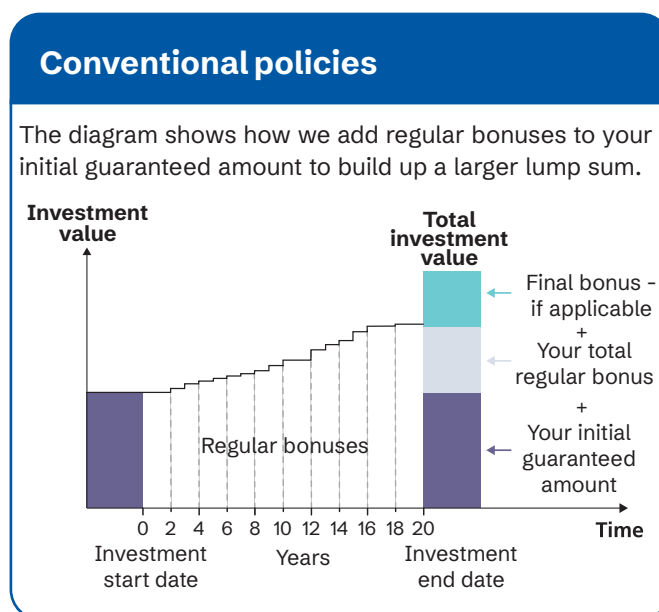 Conventional policies
The diagram shows how we add regular bonuses to your
initial guaranteed amount to build up a larger lump sum.
Investment
value
Total
investment
value
Final bonus -
if applicable
+
Your total
regular bonus
+
Your initial
guaranteed
amount
Regular bonuses
0 2 4 6 8 10 12 14 16 18 20
Time
Investment
start date
Years
Investment
end date